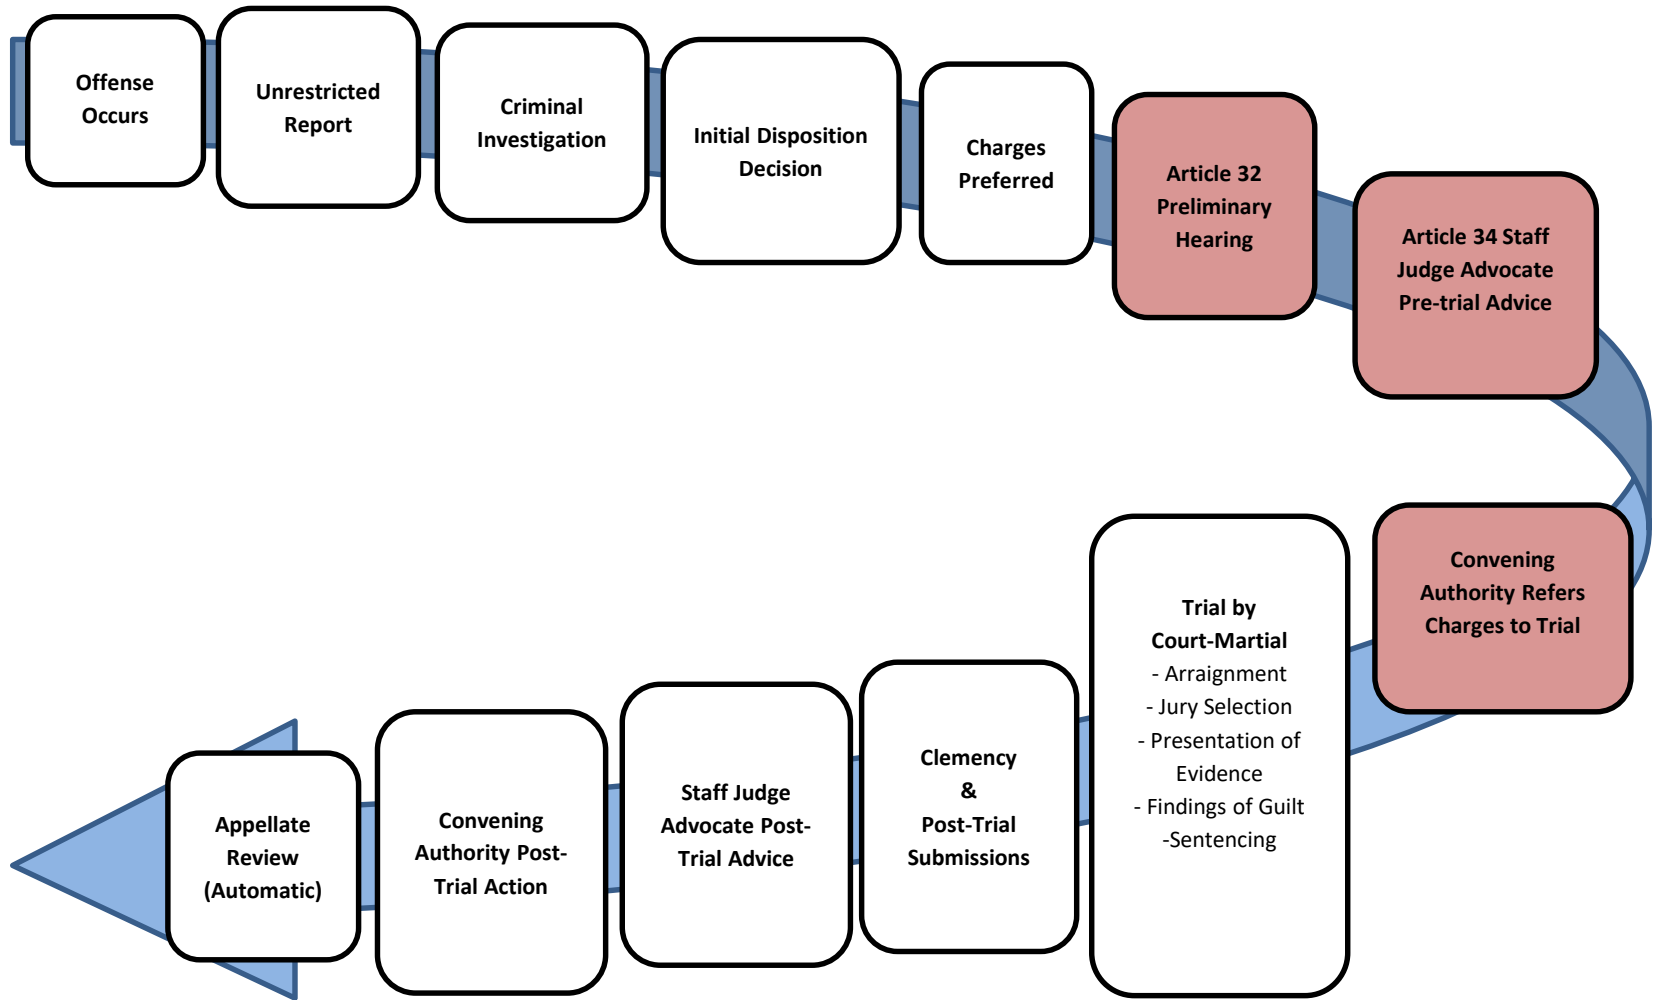 Offense
Occurs
Unrestricted
Report
Criminal
Investigation
Initial Disposition
Decision
Charges
Preferred
Article 32
Preliminary
Hearing
Article 34 Staff
Judge Advocate
Pre-trial Advice
Convening
Authority Refers
Charges to Trial
Trial by
Court-Martial
- Arraignment
- Jury Selection
- Presentation of
Evidence
- Findings of Guilt
-Sentencing
Clemency
&
Post-Trial
Submissions
Staff Judge
Advocate Post-
Trial Advice
Convening
Authority Post-
Trial Action
Appellate
Review
(Automatic)